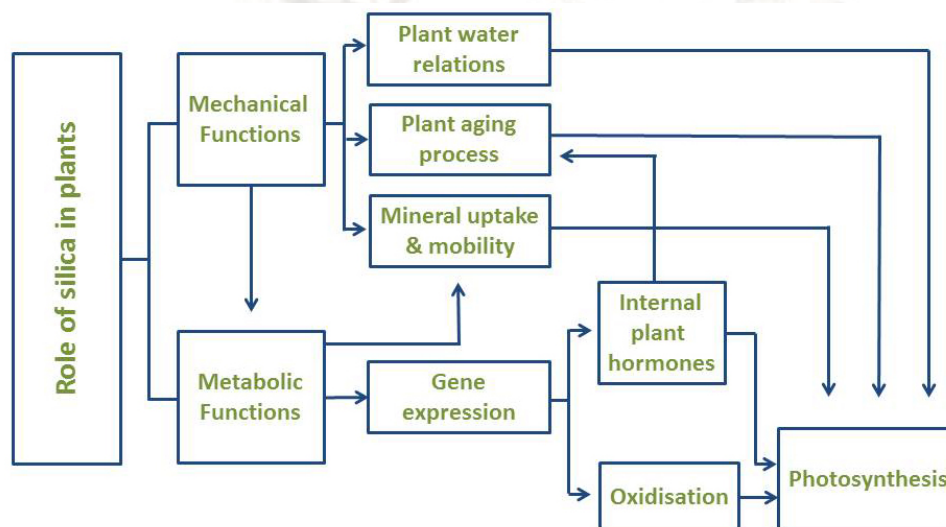 Role of silica in plants
Mechanical
Functions
Plant water
relations
Plant aging
process
Mineral uptake
& mobility
Metabolic
Functions
Gene
expression
Internal
plant
hormones
Oxidisation
Photosynthesis